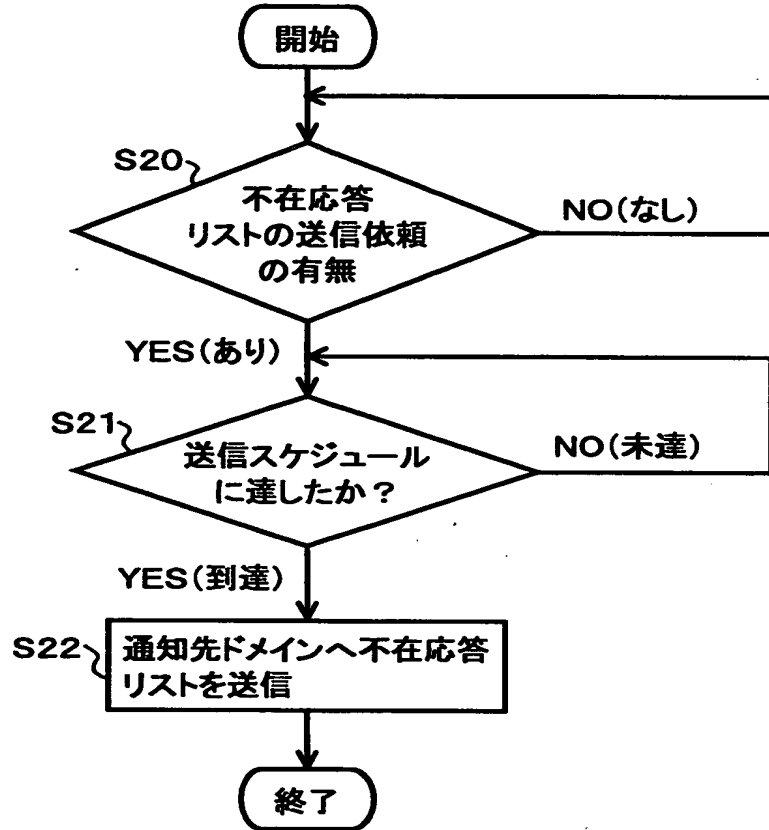 開始
S20
不在応答
リストの送信依頼
の有無
NO(なし)
YES(あり)
S21
送信スケジュール
に達したか?
NO(未達)
YES(到達)
S22
通知先ドメインへ不在応答
リストを送信
終了